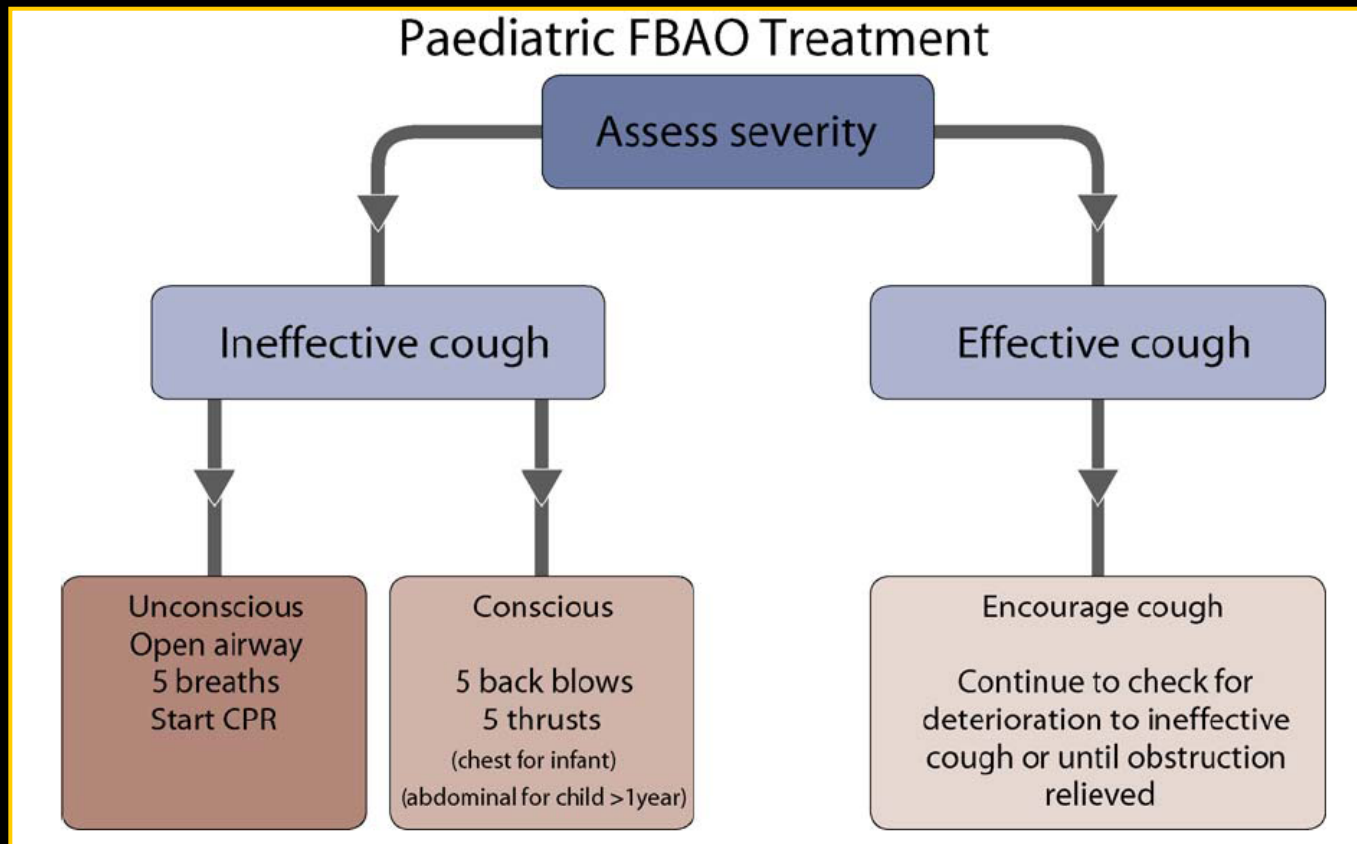 Paediatric FBAO Treatment
Assess severity
Ineffective cough
Effective cough
Unconscious
Open airway
5 breaths
Start CPR
Conscious
5 back blows
5 thrusts
(chest for infant)
(abdominal for child >1year)
Encourage cough
Continue to check for
deterioration to ineffective
cough or until obstruction
relieved